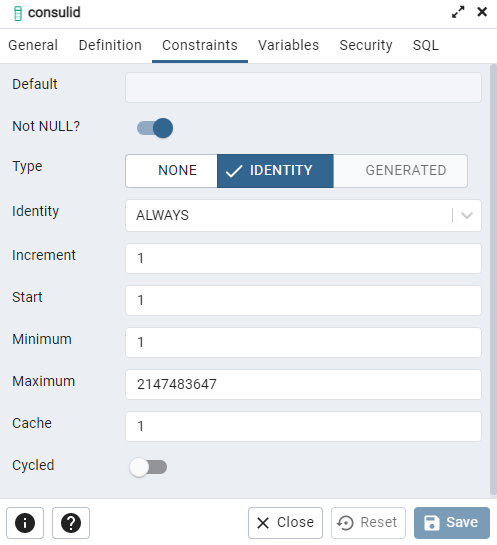 consulid
General Definition Constraints Variables Security SQL
Default
Not NULL?
Type NONE IDENTITY GENERATED
Identity ALWAYS
Increment 1
Start 1
Minimum 1
Maximum 2147483647
Cache 1
Cycled
Close Reset Save